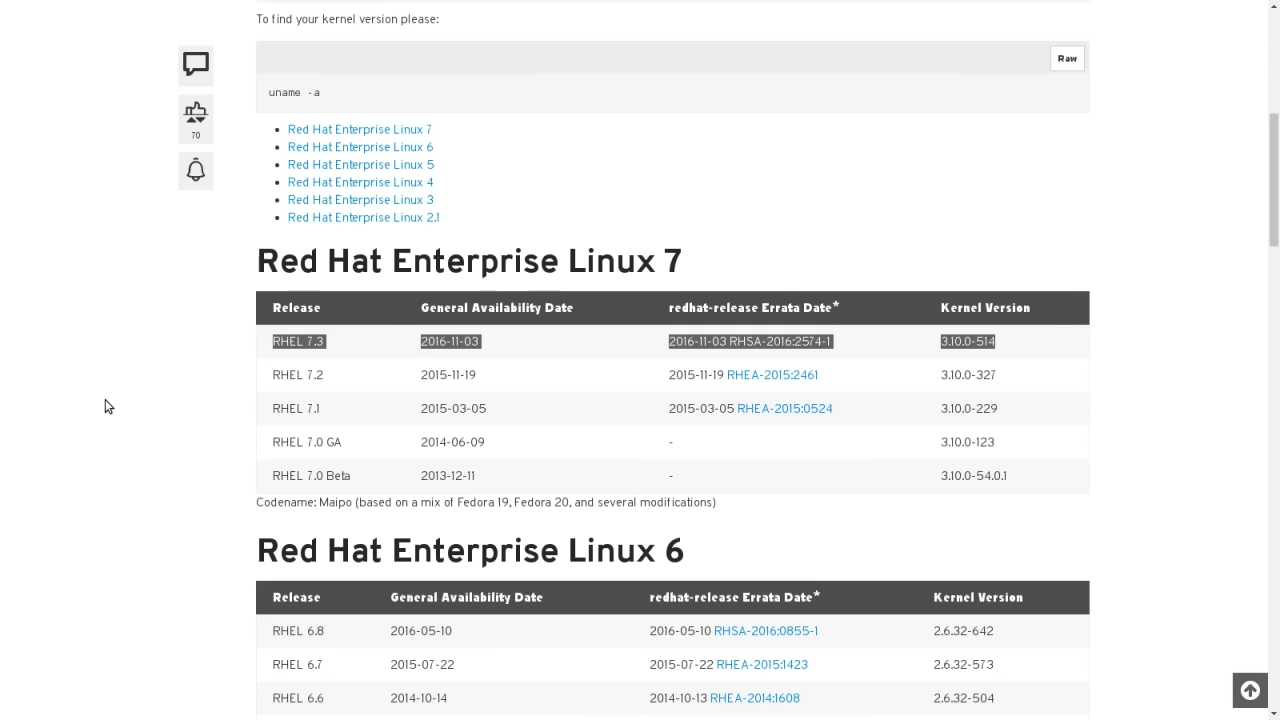 To find your kernel version please:
Raw
uname -a
70
Red Hat Enterprise Linux 7
Red Hat Enterprise Linux 6
Red Hat Enterprise Linux 5
Red Hat Enterprise Linux 4
Red Hat Enterprise Linux 3
Red Hat Enterprise Linux 2.1
Red Hat Enterprise Linux 7
Release General Availability Date redhat-release Errata Date* Kernel Version
RHEL 7.3 2016-11-03 2016-11-03 RHSA-2016:2574-1 3.10.0-514
RHEL 7.2 2015-11-19 2015-11-19 RHEA-2015:2461 3.10.0-327
RHEL 7.1 2015-03-05 2015-03-05 RHEA-2015:0524 3.10.0-229
RHEL 7.0 GA 2014-06-09 - 3.10.0-123
RHEL 7.0 Beta 2013-12-11 - 3.10.0-54.0.1
Codename: Maipo (based on a mix of Fedora 19, Fedora 20, and several modifications)
Red Hat Enterprise Linux 6
Release General Availability Date redhat-release Errata Date* Kernel Version
RHEL 6.8 2016-05-10 2016-05-10 RHSA-2016:0855-1 2.6.32-642
RHEL 6.7 2015-07-22 2015-07-22 RHEA-2015:1423 2.6.32-573
RHEL 6.6 2014-10-14 2014-10-13 RHEA-2014:1608 2.6.32-504